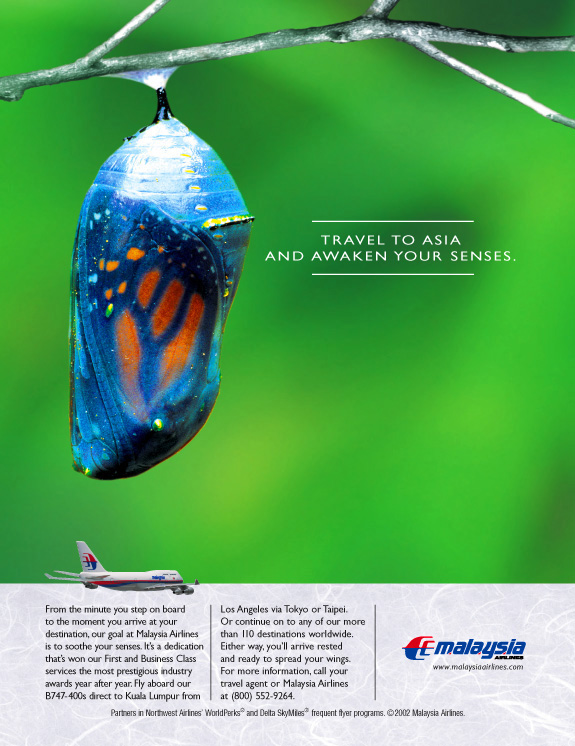 TRAVEL TO ASIA
AND AWAKEN YOUR SENSES.
From the minute you step on board
to the moment you arrive at your
destination, our goal at Malaysia Airlines
is to soothe your senses. It's a dedication
that's won our First and Business Class
services the most prestigious industry
awards year after year. Fly aboard our
B747-400s direct to Kuala Lumpur from
Los Angeles via Tokyo or Taipei.
Or continue on to any of our more
than 110 destinations worldwide.
Either way, you'll arrive rested
and ready to spread your wings.
For more information, call your
travel agent or Malaysia Airlines
at (800) 552-9264.
malaysia
AIRLINES
www.malaysiaairlines.com
Partners in Northwest Airlines' WorldPerks® and Delta SkyMiles® frequent flyer programs. ©2002 Malaysia Airlines.